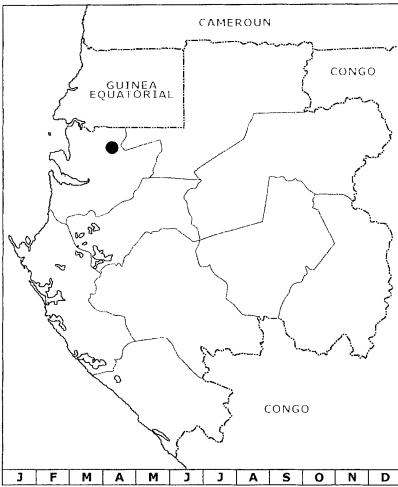 CAMEROUN
CONGO
GUINEA
EQUATORIAL
CONGO
J F M A M J J A S O N D